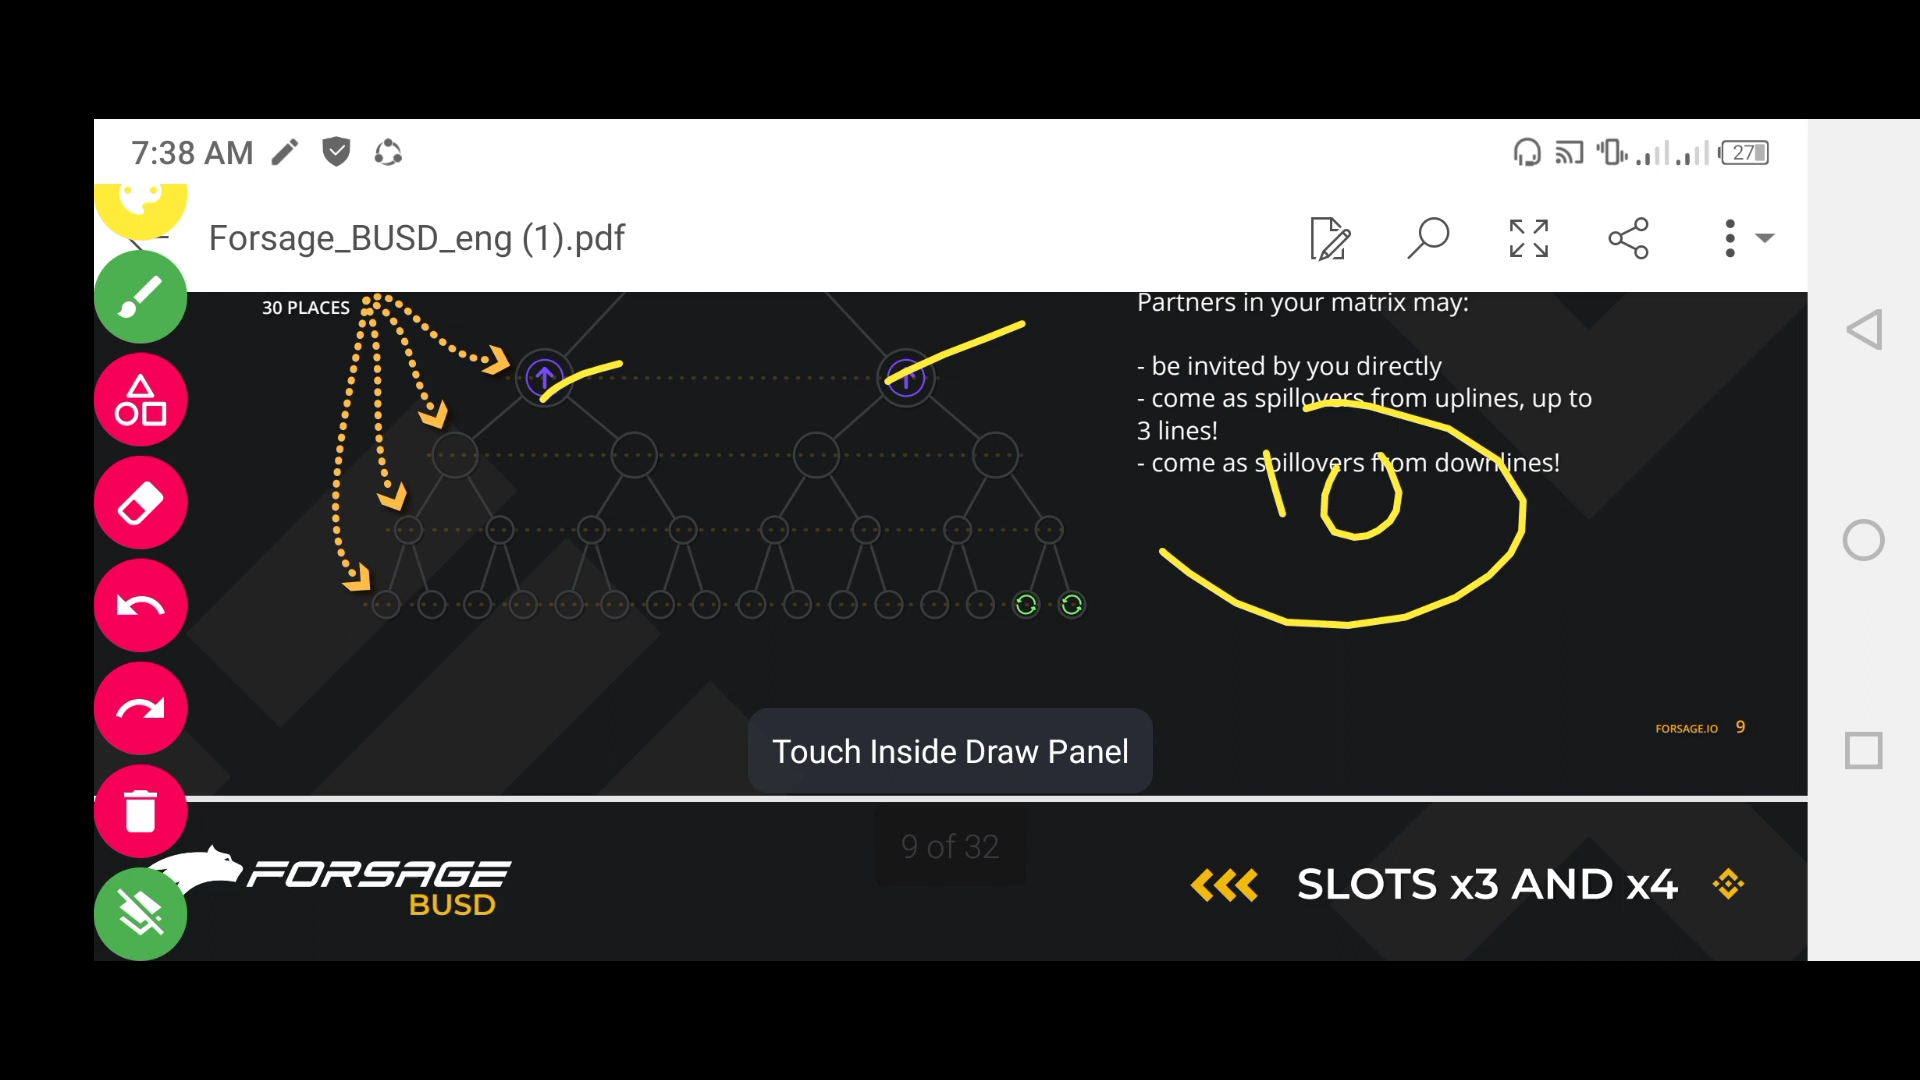 7:38 AM
27
Forsage_BUSD_eng (1).pdf
30 PLACES
Partners in your matrix may:
- be invited by you directly
- come as spillovers from uplines, up to
3 lines!
- come as spillovers from downlines!
FORSAGE.IO 9
Touch Inside Draw Panel
9 of 32
FORSAGE
BUSD
SLOTS x3 AND x4